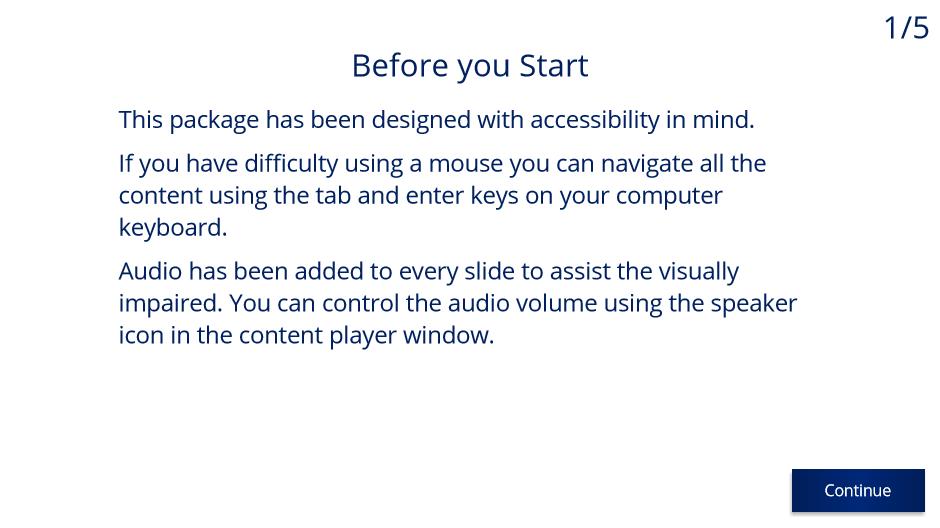 1/5
Before you Start
This package has been designed with accessibility in mind.
If you have difficulty using a mouse you can navigate all the
content using the tab and enter keys on your computer
keyboard.
Audio has been added to every slide to assist the visually
impaired. You can control the audio volume using the speaker
icon in the content player window.
Continue